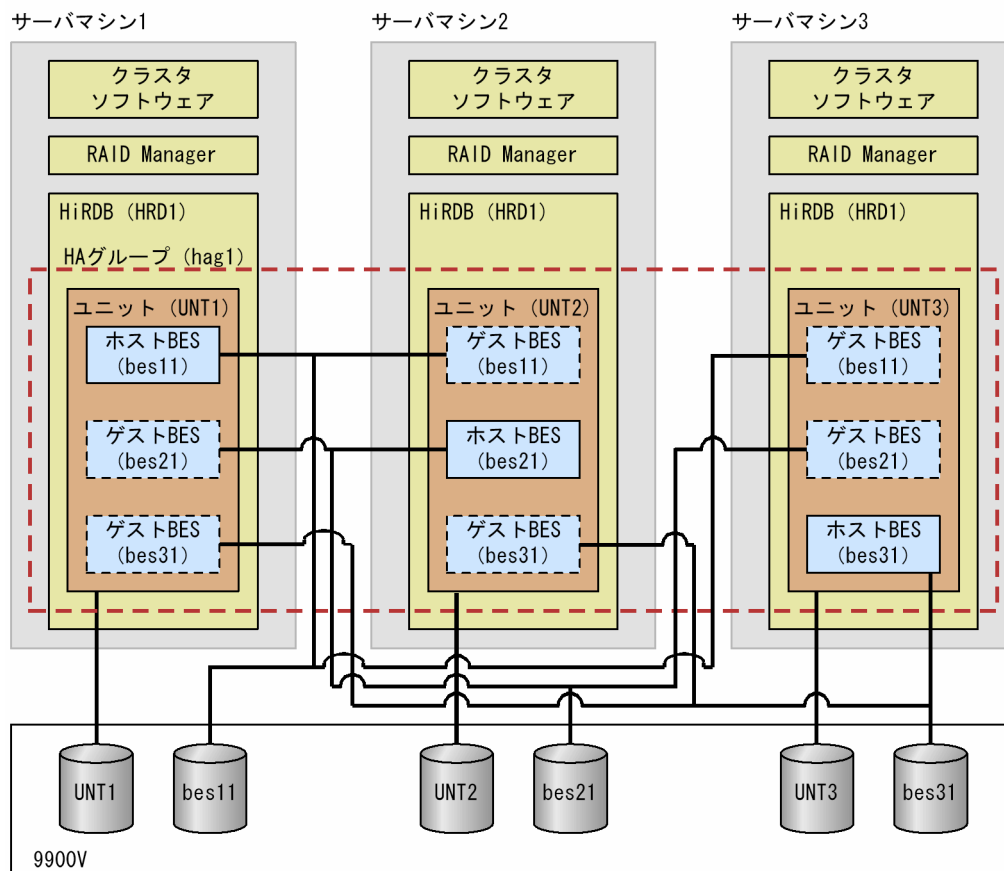 サーバマシン1
サーバマシン2
サーバマシン3
クラスタ
ソフトウェア
クラスタ
ソフトウェア
クラスタ
ソフトウェア
RAID Manager
RAID Manager
RAID Manager
HiRDB（HRD1）
HiRDB（HRD1）
HiRDB（HRD1）
HAグループ（hag1）
ユニット（UNT1）
ユニット（UNT2）
ユニット（UNT3）
ホストBES
（bes11）
ゲストBES
（bes11）
ゲストBES
（bes11）
ゲストBES
（bes21）
ホストBES
（bes21）
ゲストBES
（bes21）
ゲストBES
（bes31）
ゲストBES
（bes31）
ホストBES
（bes31）
UNT1
bes11
UNT2
bes21
UNT3
bes31
9900V